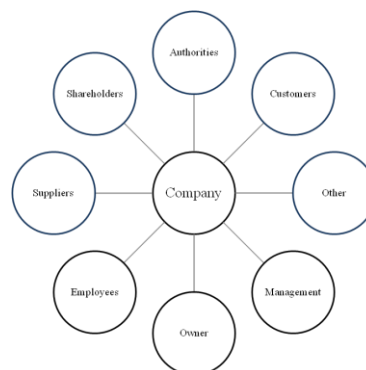 Authorities
Shareholders
Customers
Suppliers
Company
Other
Employees
Management
Owner